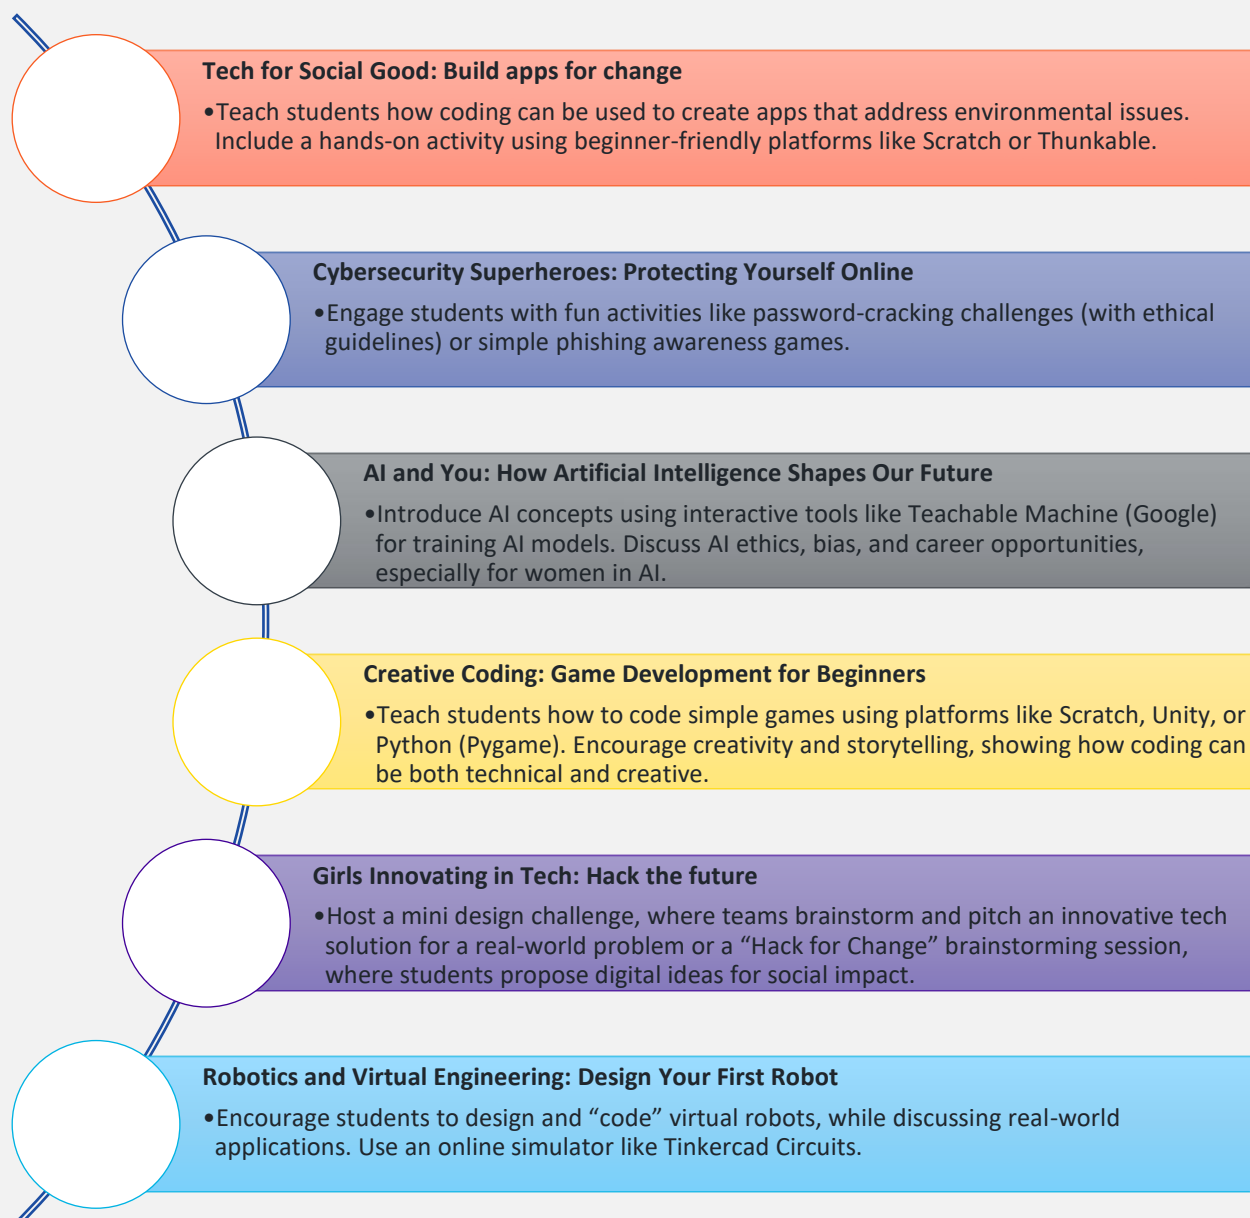 Tech for Social Good: Build apps for change
•Teach students how coding can be used to create apps that address environmental issues.
Include a hands-on activity using beginner-friendly platforms like Scratch or Thunkable.
Cybersecurity Superheroes: Protecting Yourself Online
•Engage students with fun activities like password-cracking challenges (with ethical
guidelines) or simple phishing awareness games.
AI and You: How Artificial Intelligence Shapes Our Future
•Introduce AI concepts using interactive tools like Teachable Machine (Google)
for training AI models. Discuss AI ethics, bias, and career opportunities,
especially for women in AI.
Creative Coding: Game Development for Beginners
•Teach students how to code simple games using platforms like Scratch, Unity, or
Python (Pygame). Encourage creativity and storytelling, showing how coding can
be both technical and creative.
Girls Innovating in Tech: Hack the future
•Host a mini design challenge, where teams brainstorm and pitch an innovative tech
solution for a real-world problem or a “Hack for Change” brainstorming session,
where students propose digital ideas for social impact.
Robotics and Virtual Engineering: Design Your First Robot
•Encourage students to design and “code” virtual robots, while discussing real-world
applications. Use an online simulator like Tinkercad Circuits.